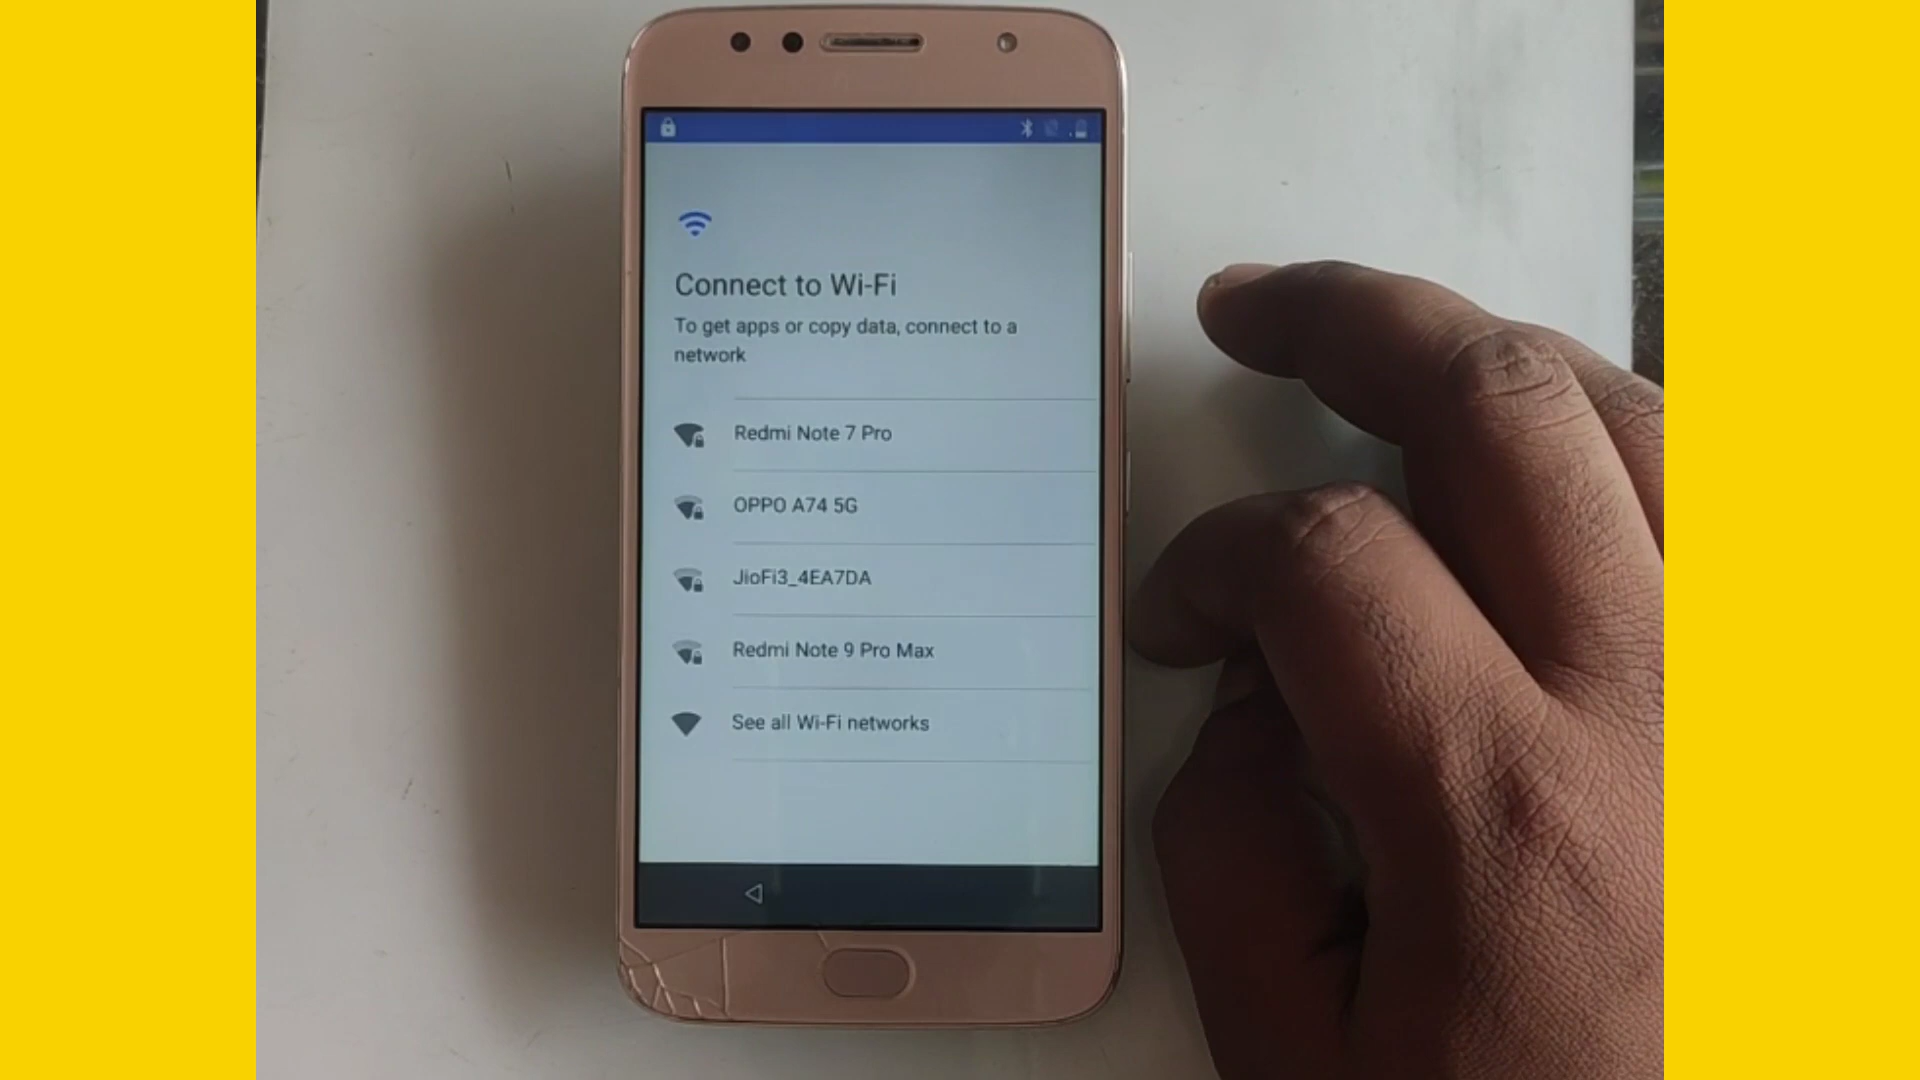 Connect to Wi-Fi
To get apps or copy data, connect to a
network
Redmi Note 7 Pro
OPPO A74 5G
JioFi3_4EA7DA
Redmi Note 9 Pro Max
See all Wi-Fi networks